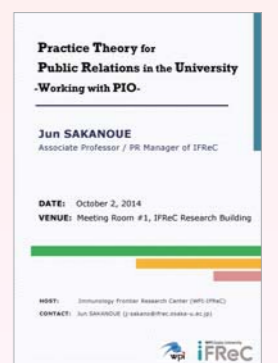 Practice Theory for
Public Relations in the University
-Working with PIO-
Jun SAKANOUE
Associate Professor / PR Manager of IFReC
DATE: October 2, 2014
VENUE: Meeting Room #1, IFReC Research Building
HOST: Immunology Frontier Research Center (WPI-IFReC)
CONTACT: Jun SAKANOUE (j-sakano@ifrec.osaka-u.ac.jp)
wpi iFReC